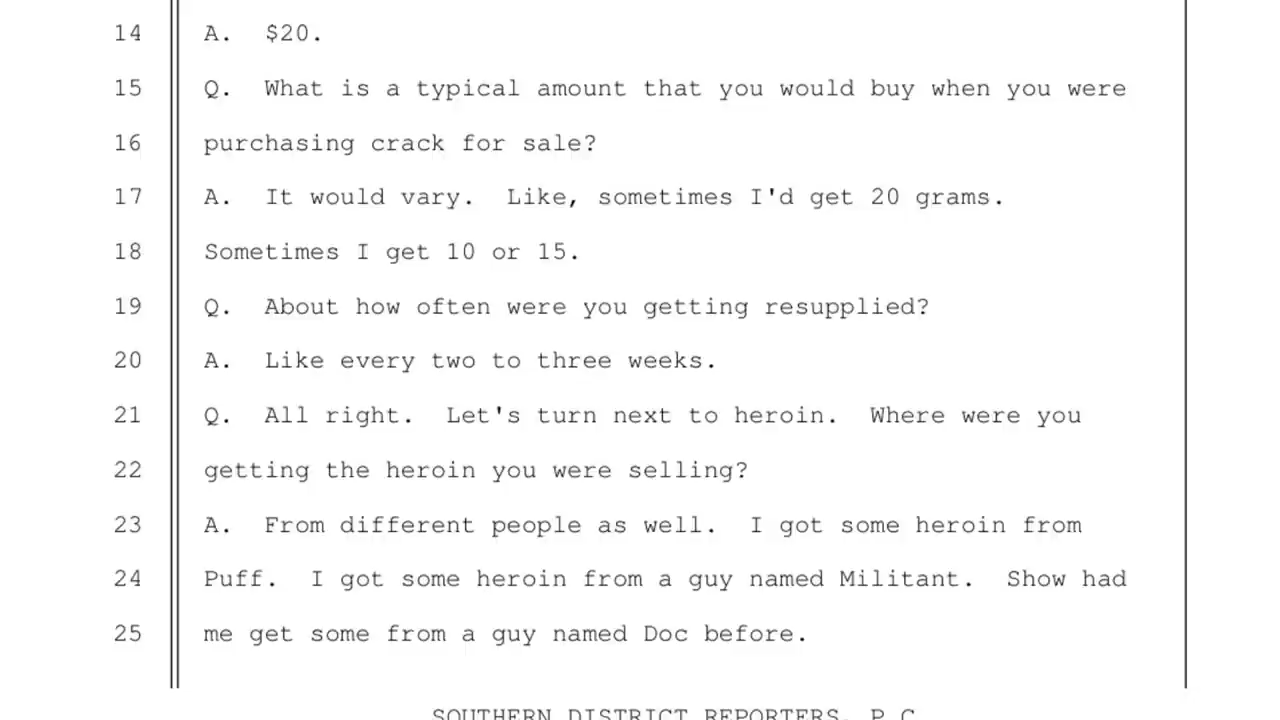 14 A. $20.
15 Q. What is a typical amount that you would buy when you were
16 purchasing crack for sale?
17 A. It would vary. Like, sometimes I'd get 20 grams.
18 Sometimes I get 10 or 15.
19 Q. About how often were you getting resupplied?
20 A. Like every two to three weeks.
21 Q. All right. Let's turn next to heroin. Where were you
22 getting the heroin you were selling?
23 A. From different people as well. I got some heroin from
24 Puff. I got some heroin from a guy named Militant. Show had
25 me get some from a guy named Doc before.
SOUTHERN DISTRICT REPORTERS, P.C